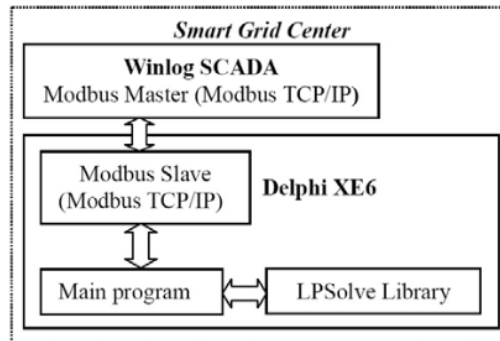 Smart Grid Center
Winlog SCADA
Modbus Master (Modbus TCP/IP)
Modbus Slave
(Modbus TCP/IP)
Delphi XE6
Main program
LPSolve Library